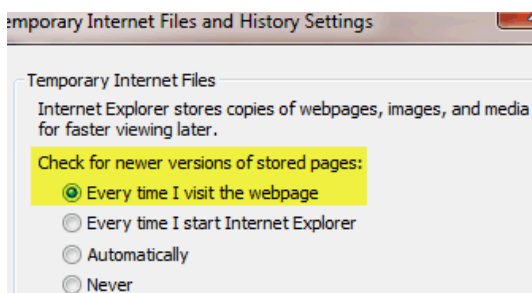 emporary Internet Files and History Settings
Temporary Internet Files
Internet Explorer stores copies of webpages, images, and media
for faster viewing later.
Check for newer versions of stored pages:
Every time I visit the webpage
Every time I start Internet Explorer
Automatically
Never